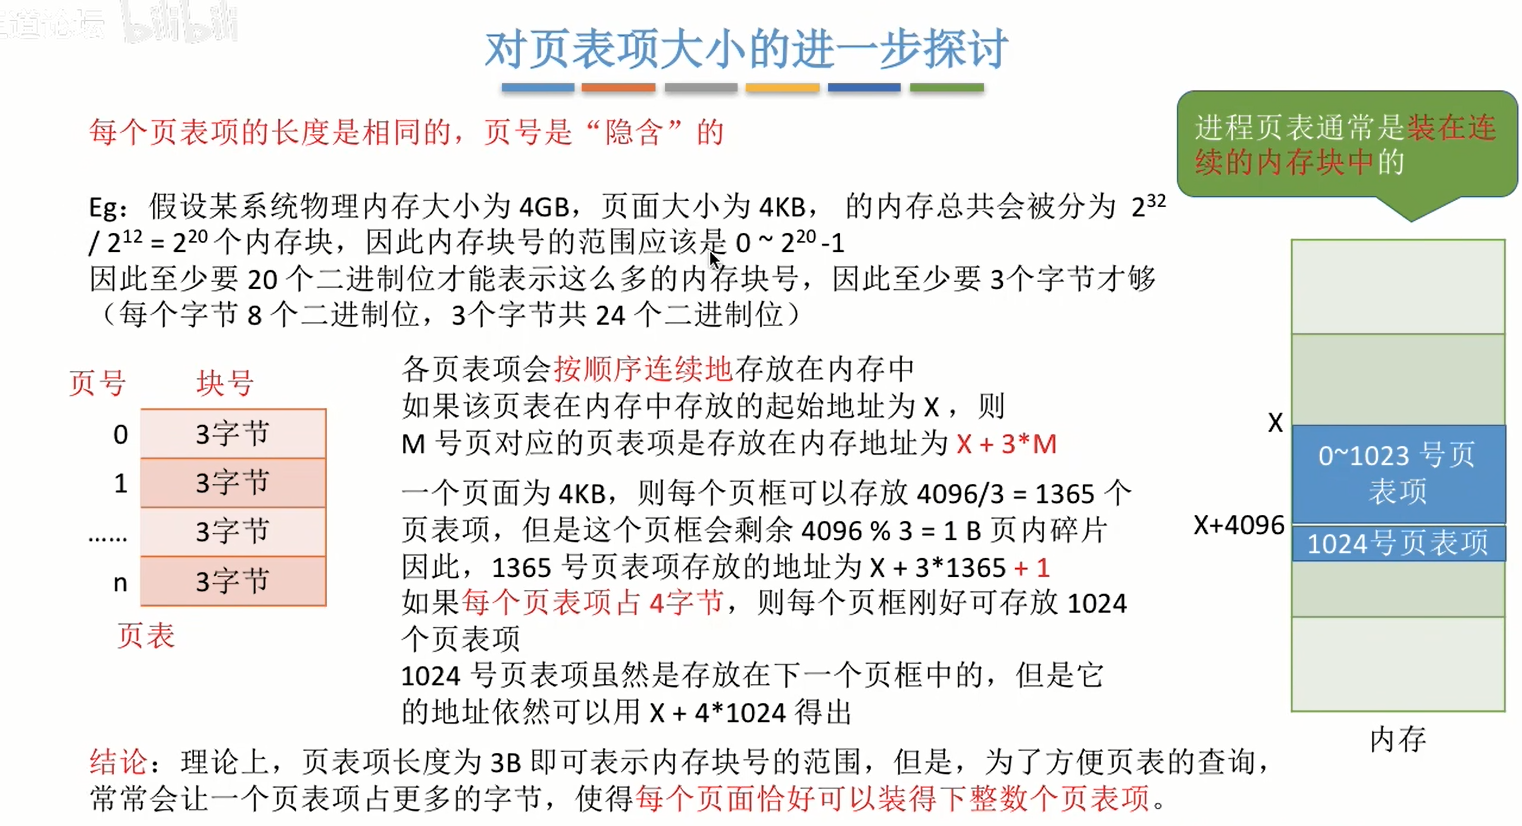 王道论坛 bilibili
对页表项大小的进一步探讨
每个页表项的长度是相同的，页号是“隐含”的
进程页表通常是装在连
续的内存块中的
Eg：假设某系统物理内存大小为 4GB，页面大小为 4KB， 的内存总共会被分为 2³²
/ 2¹² = 2²⁰ 个内存块，因此内存块号的范围应该是 0 ~ 2²⁰ -1
因此至少要 20 个二进制位才能表示这么多的内存块号，因此至少要 3个字节才够
（每个字节 8 个二进制位，3个字节共 24 个二进制位）
页号 块号
0 3字节
1 3字节
…… 3字节
n 3字节
页表
各页表项会按顺序连续地存放在内存中
如果该页表在内存中存放的起始地址为 X ，则
M 号页对应的页表项是存放在内存地址为 X + 3*M
一个页面为 4KB，则每个页框可以存放 4096/3 = 1365 个
页表项，但是这个页框会剩余 4096 % 3 = 1 B 页内碎片
因此，1365 号页表项存放的地址为 X + 3*1365 + 1
如果每个页表项占 4字节，则每个页框刚好可存放 1024
个页表项
1024 号页表项虽然是存放在下一个页框中的，但是它
的地址依然可以用 X + 4*1024 得出
X
0~1023 号页
表项
X+4096
1024号页表项
内存
结论：理论上，页表项长度为 3B 即可表示内存块号的范围，但是，为了方便页表的查询，
常常会让一个页表项占更多的字节，使得每个页面恰好可以装得下整数个页表项。